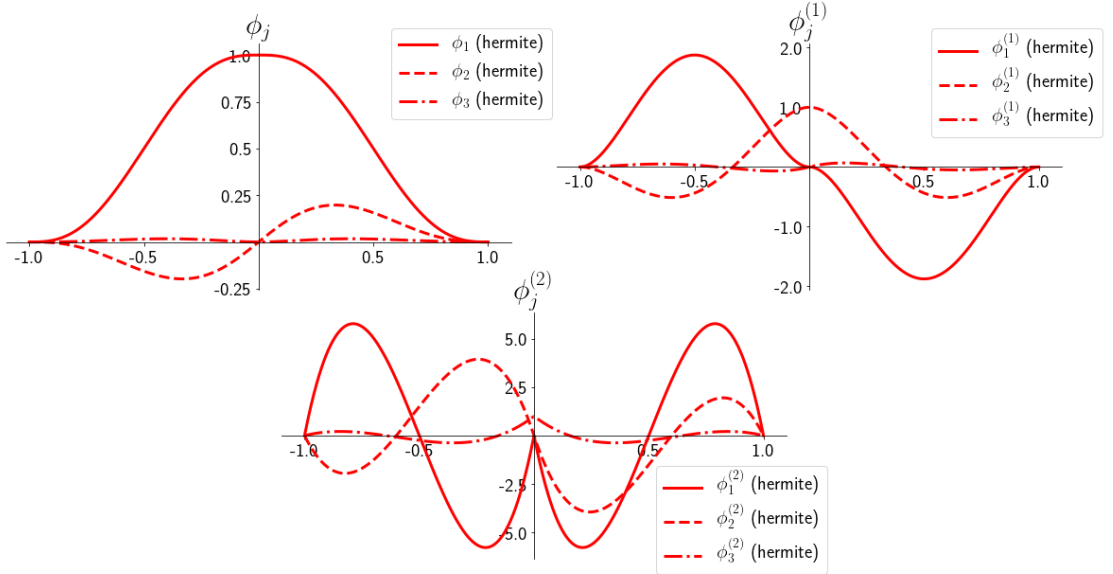 ϕ_j
1.0
0.75
0.5
0.25
-0.25
-1.0
-0.5
0.5
1.0
ϕ₁ (hermite)
ϕ₂ (hermite)
ϕ₃ (hermite)
ϕ_j^(1)
2.0
1.0
-1.0
-2.0
-1.0
-0.5
0.5
1.0
ϕ₁^(1) (hermite)
ϕ₂^(1) (hermite)
ϕ₃^(1) (hermite)
ϕ_j^(2)
5.0
2.5
-2.5
-5.0
-1.0
-0.5
0.5
1.0
ϕ₁^(2) (hermite)
ϕ₂^(2) (hermite)
ϕ₃^(2) (hermite)